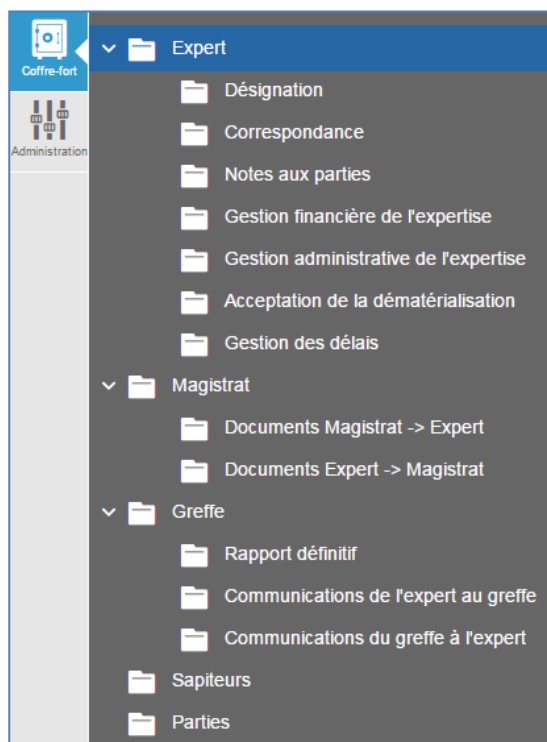 Coffre-fort
Administration
Expert
Désignation
Correspondance
Notes aux parties
Gestion financière de l'expertise
Gestion administrative de l'expertise
Acceptation de la dématérialisation
Gestion des délais
Magistrat
Documents Magistrat -> Expert
Documents Expert -> Magistrat
Greffe
Rapport définitif
Communications de l'expert au greffe
Communications du greffe à l'expert
Sapiteurs
Parties